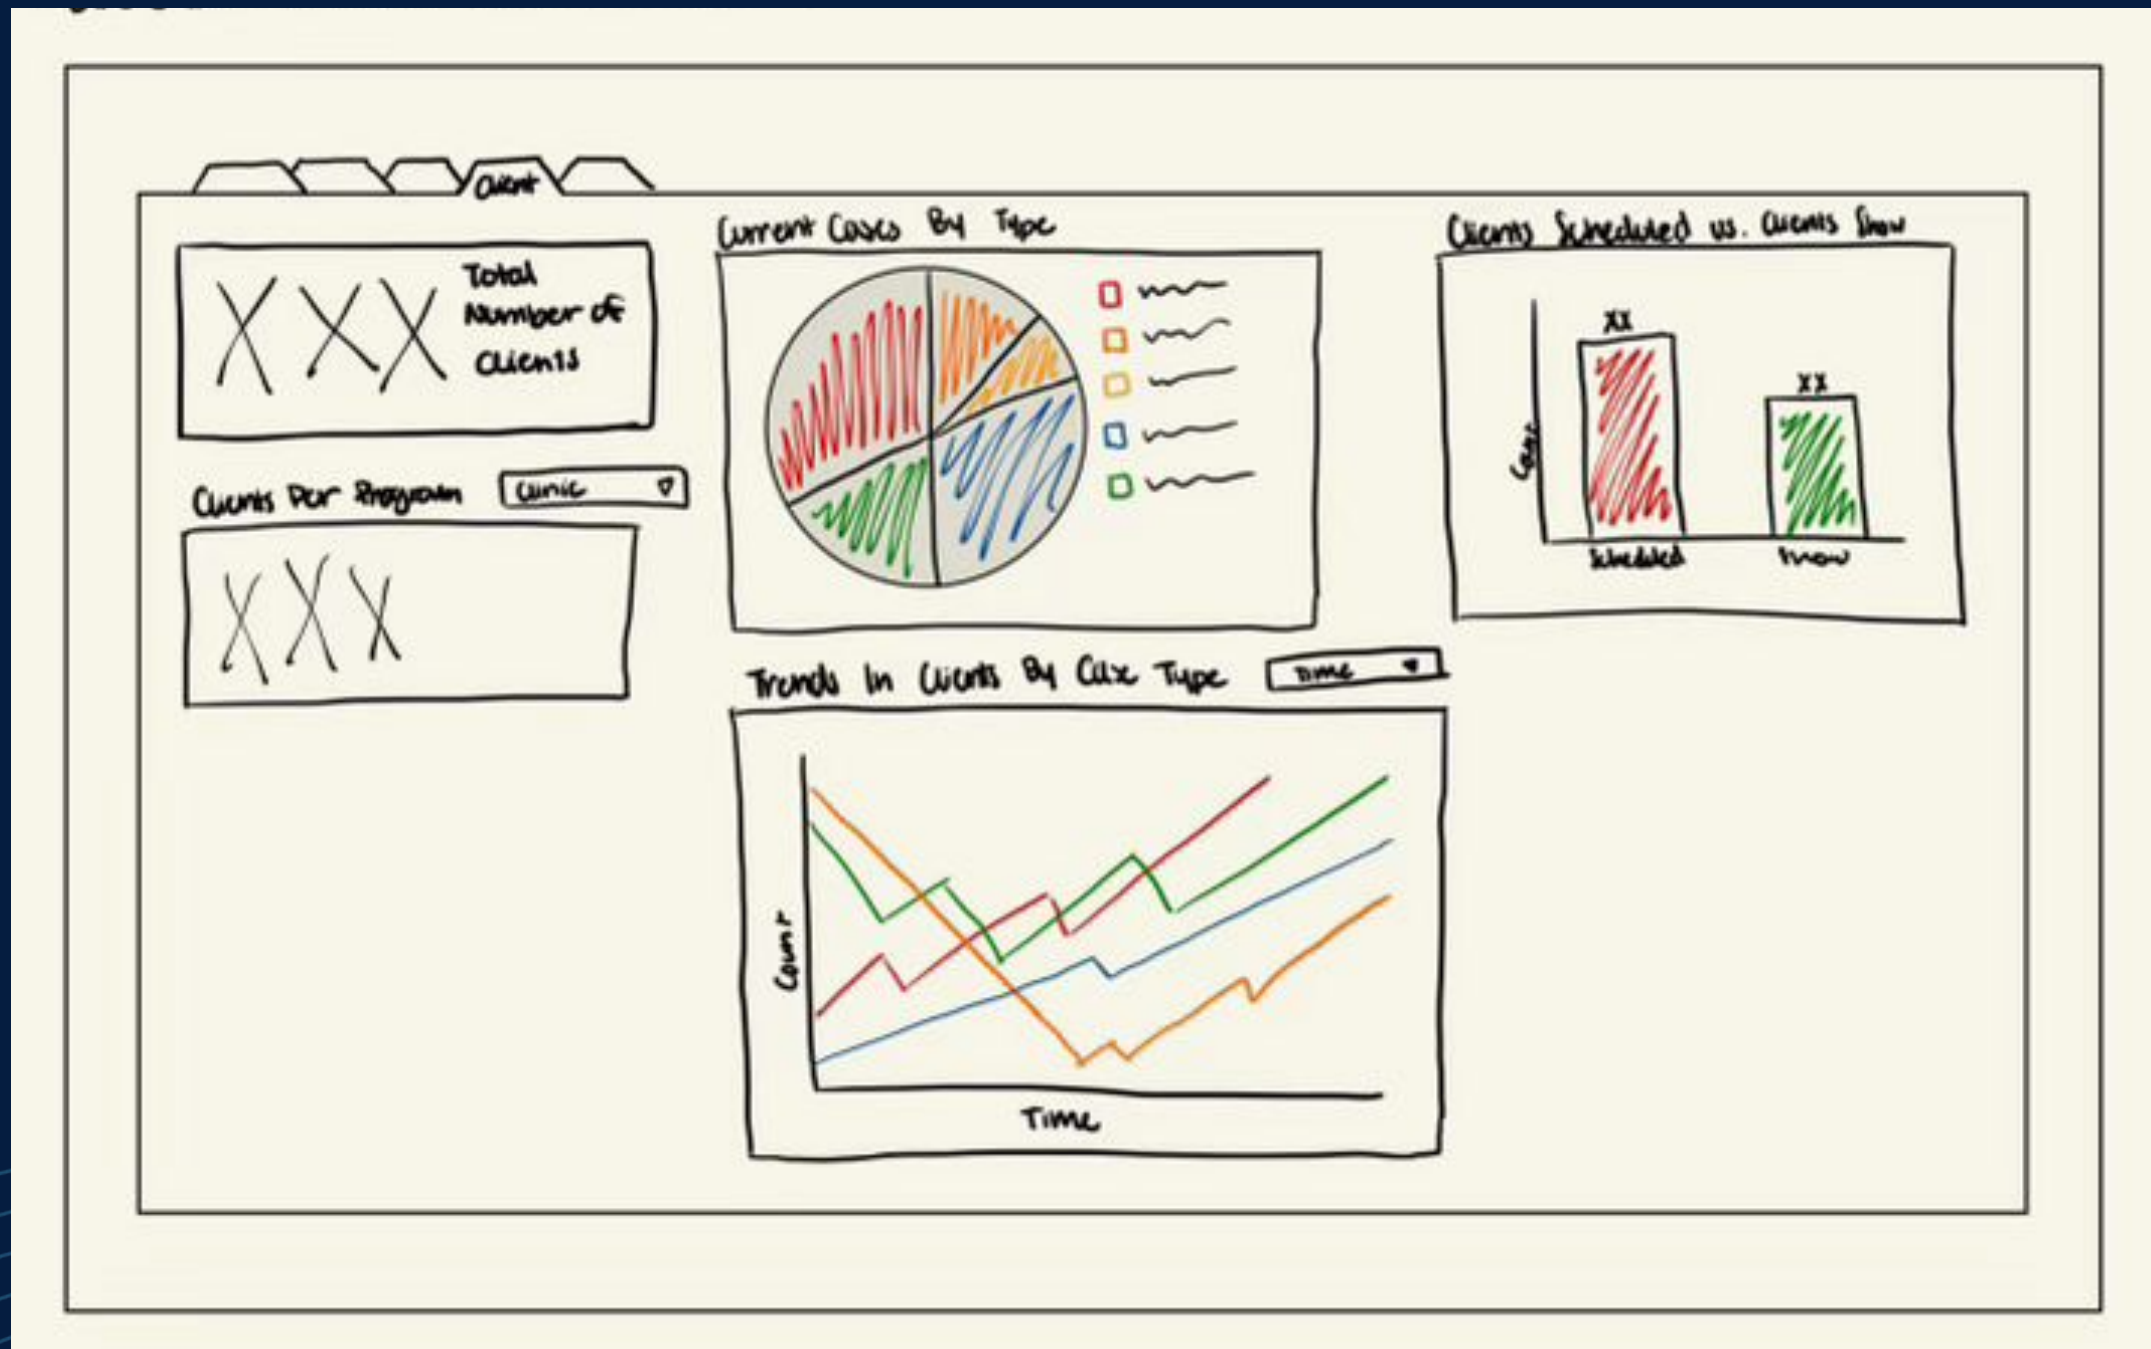 Client
Total
Number of
Clients
XXX
Clients Per Program
Clinic
XXX
Current Cases By Type
Clients Scheduled vs. Clients Show
XX
XX
Scheduled
Show
Trends In Clients By Case Type
Time
Count
Time